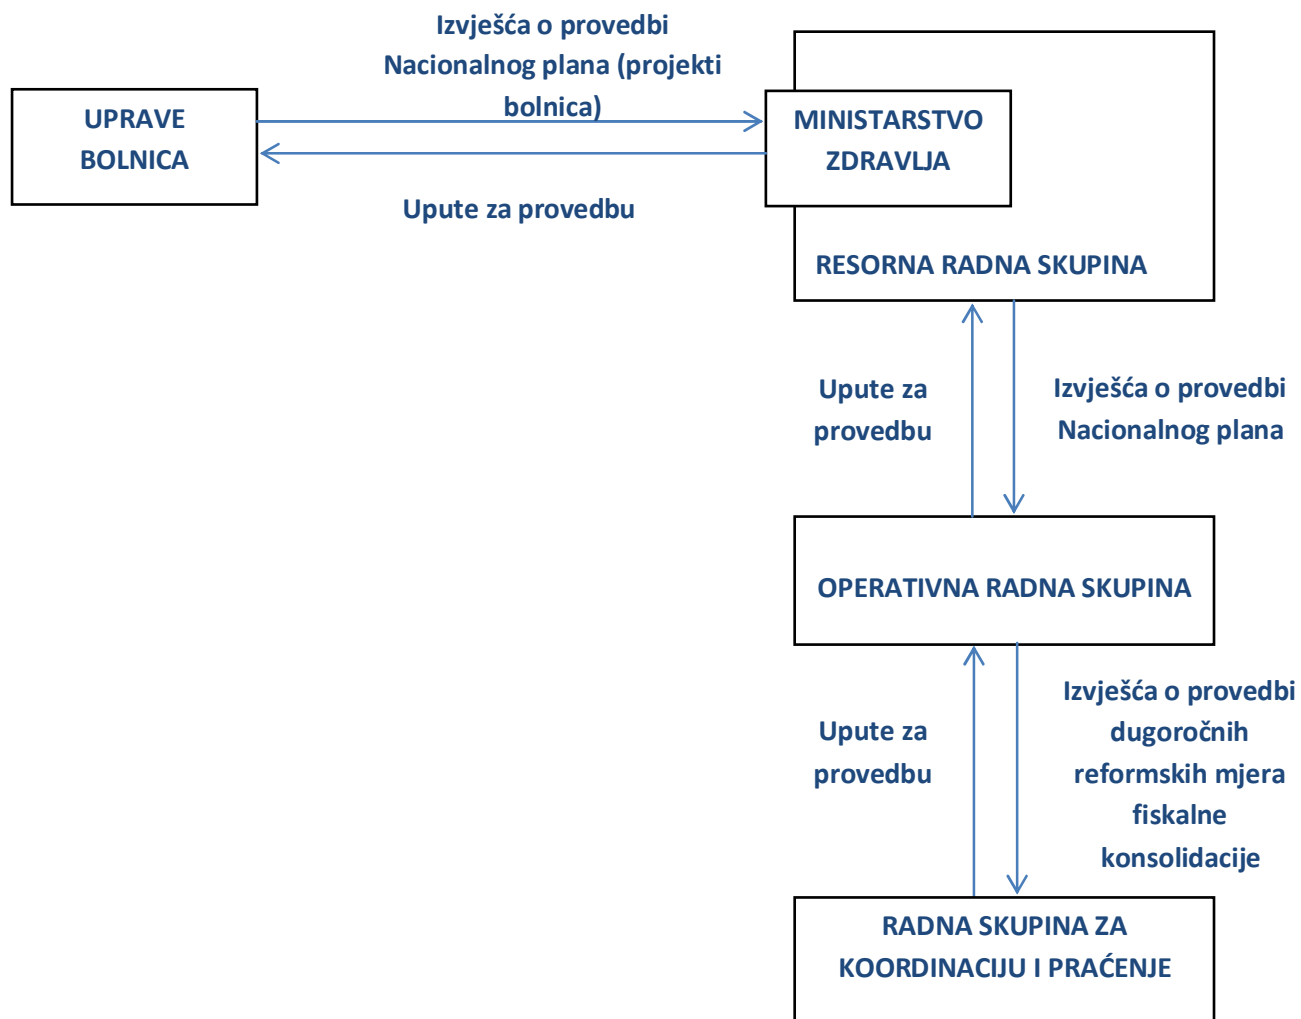 Izvješća o provedbi
Nacionalnog plana (projekti
bolnica)
UPRAVE
BOLNICA
MINISTARSTVO
ZDRAVLJA
Upute za provedbu
RESORNA RADNA SKUPINA
Upute za
provedbu
Izvješća o provedbi
Nacionalnog plana
OPERATIVNA RADNA SKUPINA
Upute za
provedbu
Izvješća o provedbi
dugoročnih
reformskih mjera
fiskalne
konsolidacije
RADNA SKUPINA ZA
KOORDINACIJU I PRAĆENJE